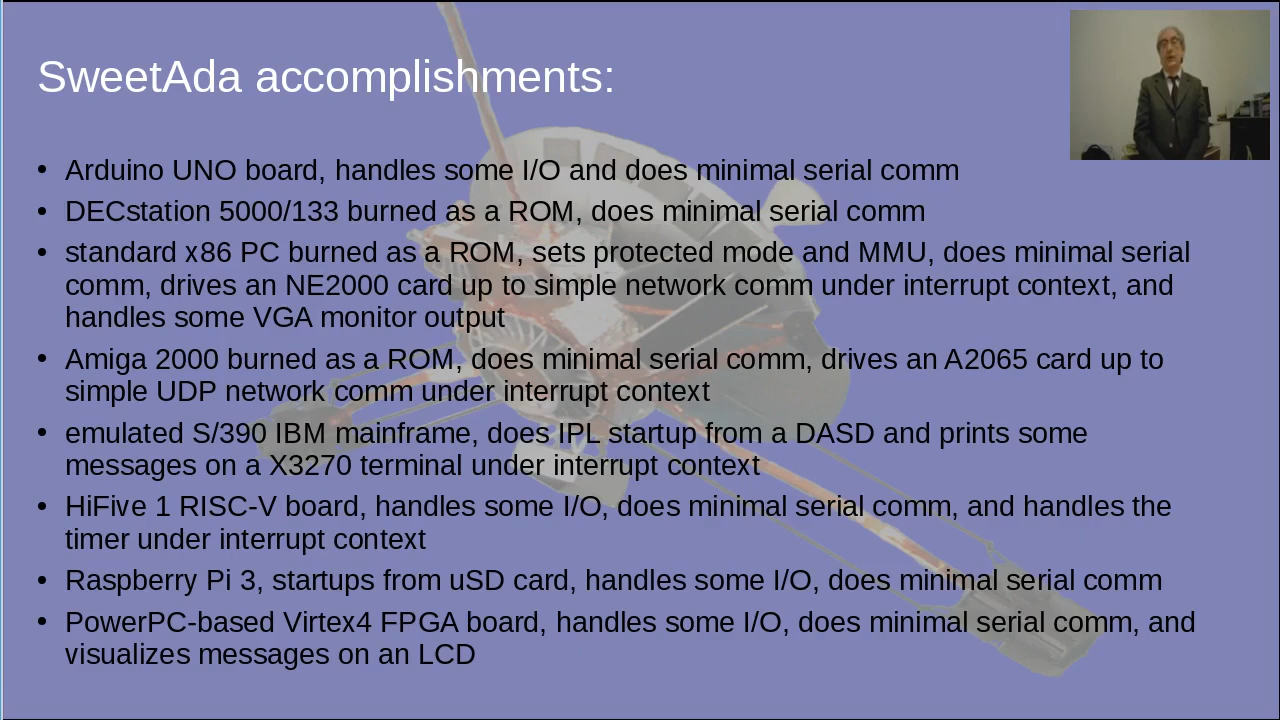 SweetAda accomplishments:
• Arduino UNO board, handles some I/O and does minimal serial comm
• DECstation 5000/133 burned as a ROM, does minimal serial comm
• standard x86 PC burned as a ROM, sets protected mode and MMU, does minimal serial
comm, drives an NE2000 card up to simple network comm under interrupt context, and
handles some VGA monitor output
• Amiga 2000 burned as a ROM, does minimal serial comm, drives an A2065 card up to
simple UDP network comm under interrupt context
• emulated S/390 IBM mainframe, does IPL startup from a DASD and prints some
messages on a X3270 terminal under interrupt context
• HiFive 1 RISC-V board, handles some I/O, does minimal serial comm, and handles the
timer under interrupt context
• Raspberry Pi 3, startups from uSD card, handles some I/O, does minimal serial comm
• PowerPC-based Virtex4 FPGA board, handles some I/O, does minimal serial comm, and
visualizes messages on an LCD